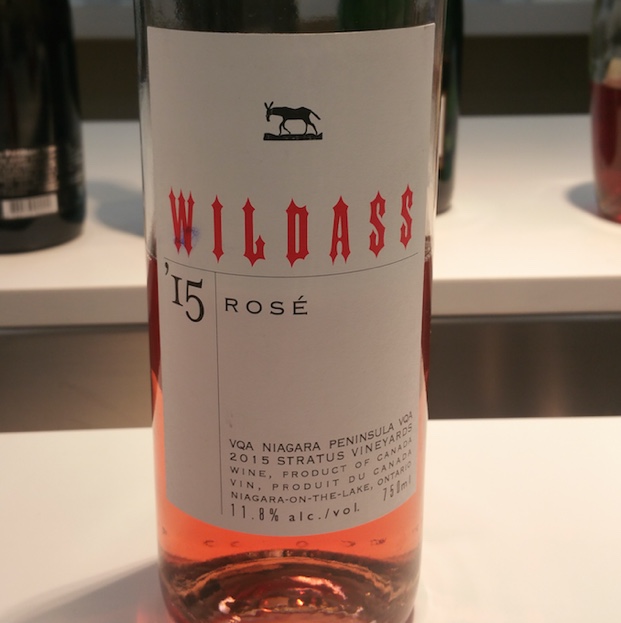 WILDASS
'15 ROSÉ
VQA NIAGARA PENINSULA VQA
2015 STRATUS VINEYARDS
WINE, PRODUCT OF CANADA
VIN, PRODUIT DU CANADA
NIAGARA-ON-THE-LAKE, ONTARIO
11.8% alc./vol. 750ml